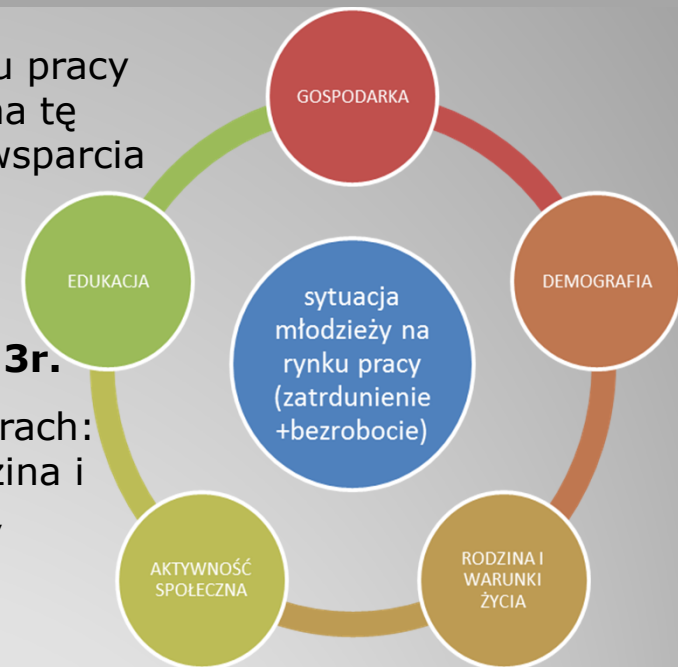 u pracy
na tę
wsparcia
3r.
rach:
zina i
GOSPODARKA
DEMOGRAFIA
RODZINA I
WARUNKI
ŻYCIA
AKTYWNOŚĆ
SPOŁECZNA
EDUKACJA
sytuacja
młodzieży na
rynku pracy
(zatrdunienie
+bezrobocie)